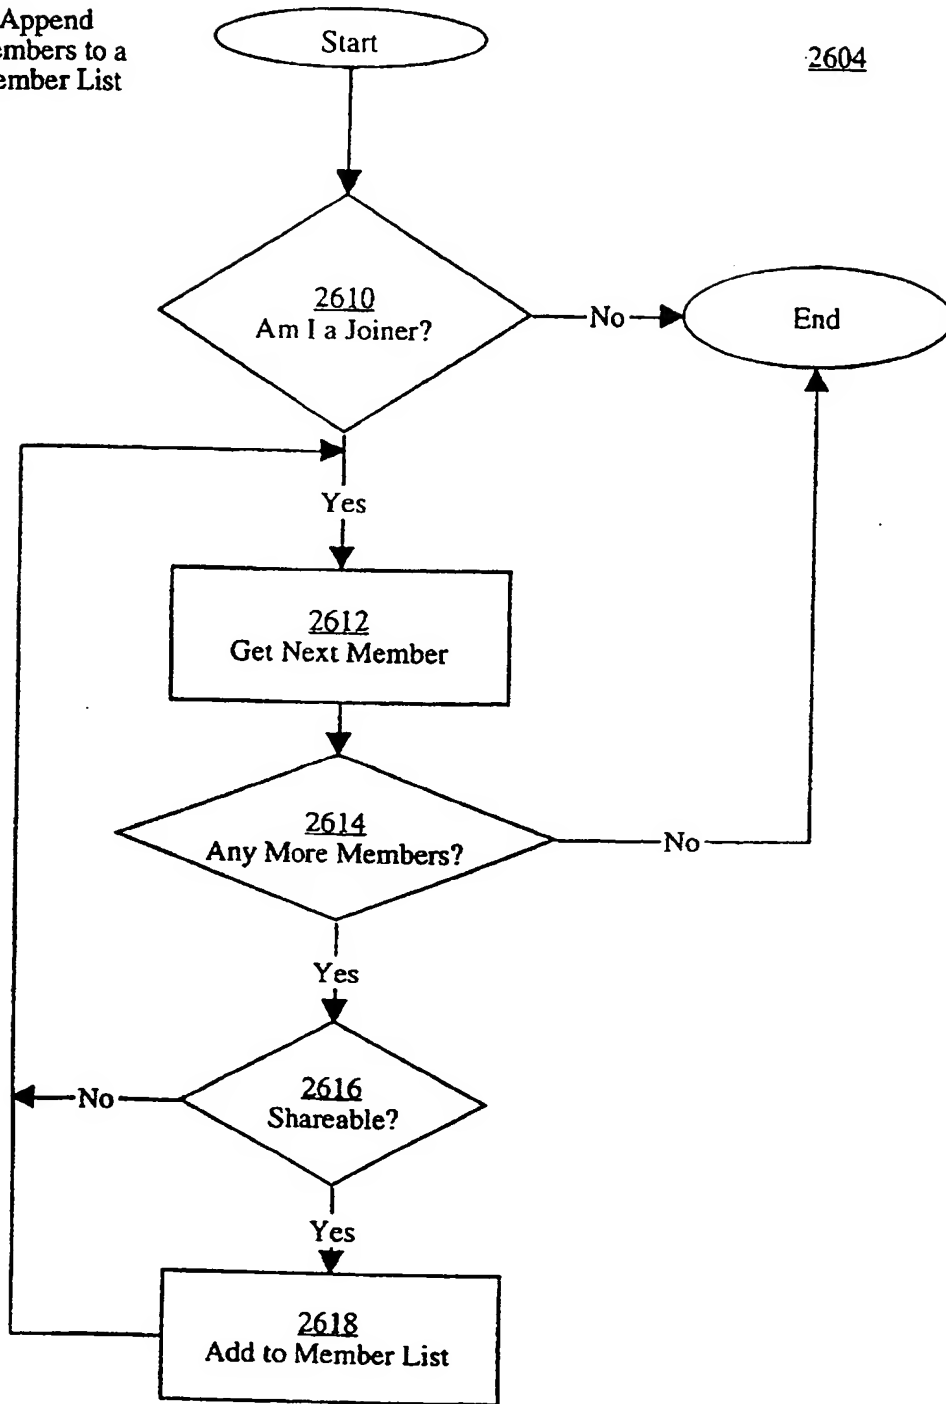 Append
embers to a
ember List
Start
2604
2610
Am I a Joiner?
No
End
Yes
2612
Get Next Member
2614
Any More Members?
No
Yes
2616
Shareable?
No
Yes
2618
Add to Member List